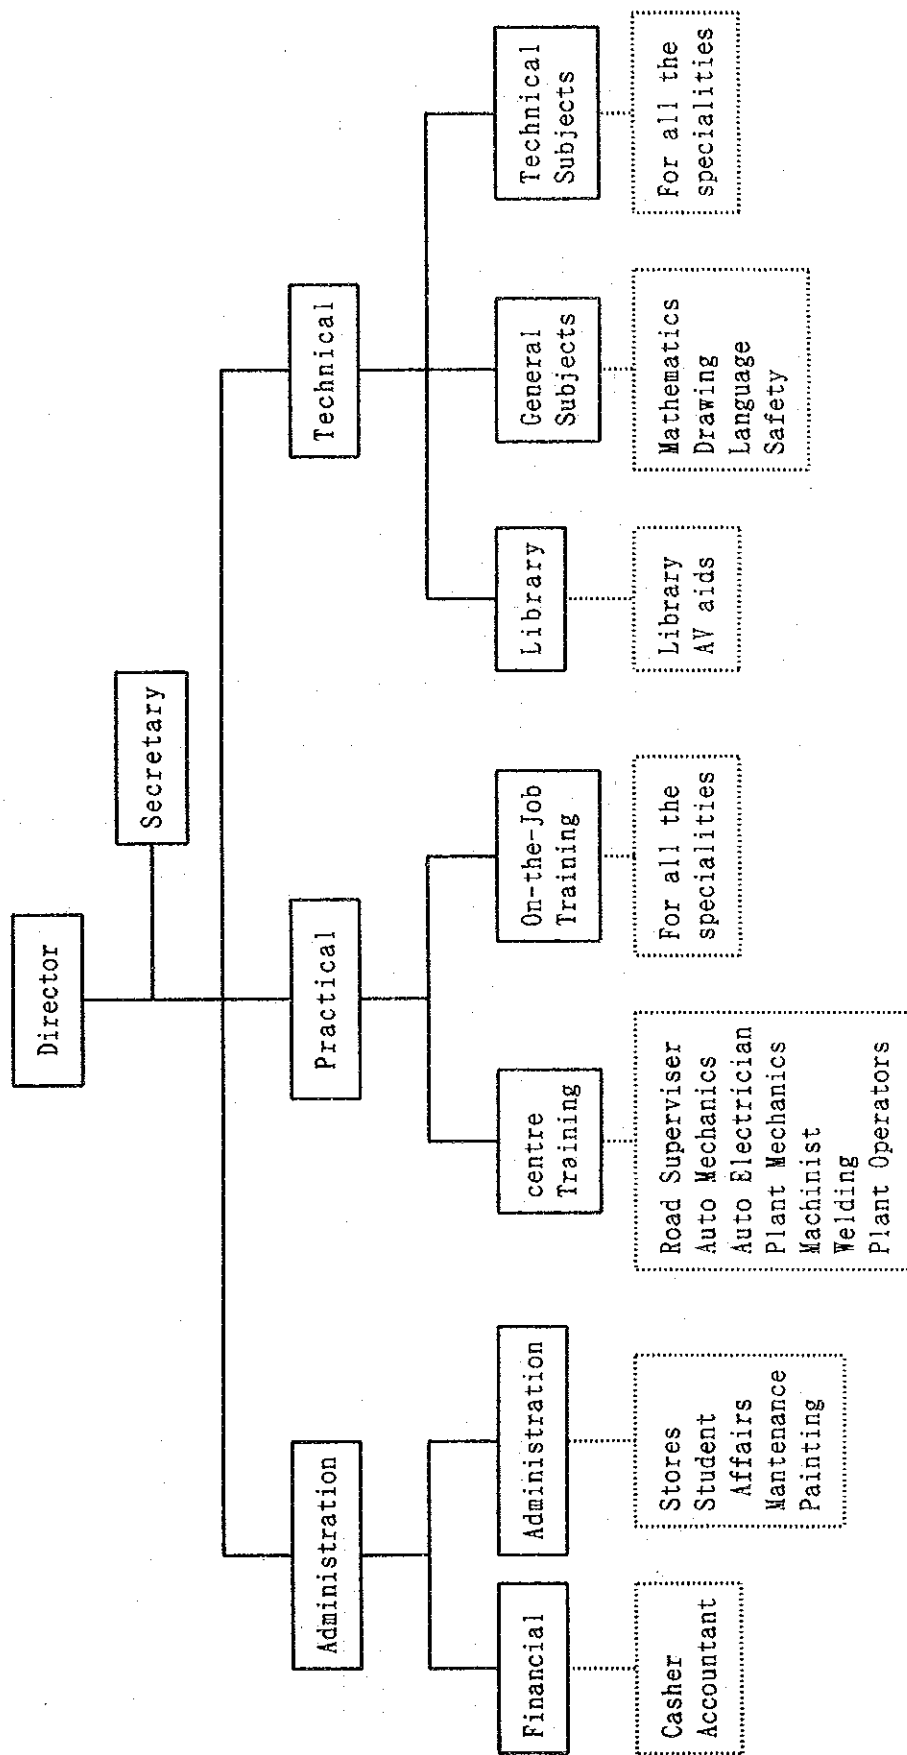 Director
Secretary
Administration
Practical
Technical
Financial
Administration
centre
Training
On-the-Job
Training
Library
General
Subjects
Technical
Subjects
Casher
Accountant
Stores
Student
Affairs
Mantenance
Painting
Road Superviser
Auto Mechanics
Auto Electrician
Plant Mechanics
Machinist
Welding
Plant Operators
For all the
specialities
Library
AV aids
Mathematics
Drawing
Language
Safety
For all the
specialities